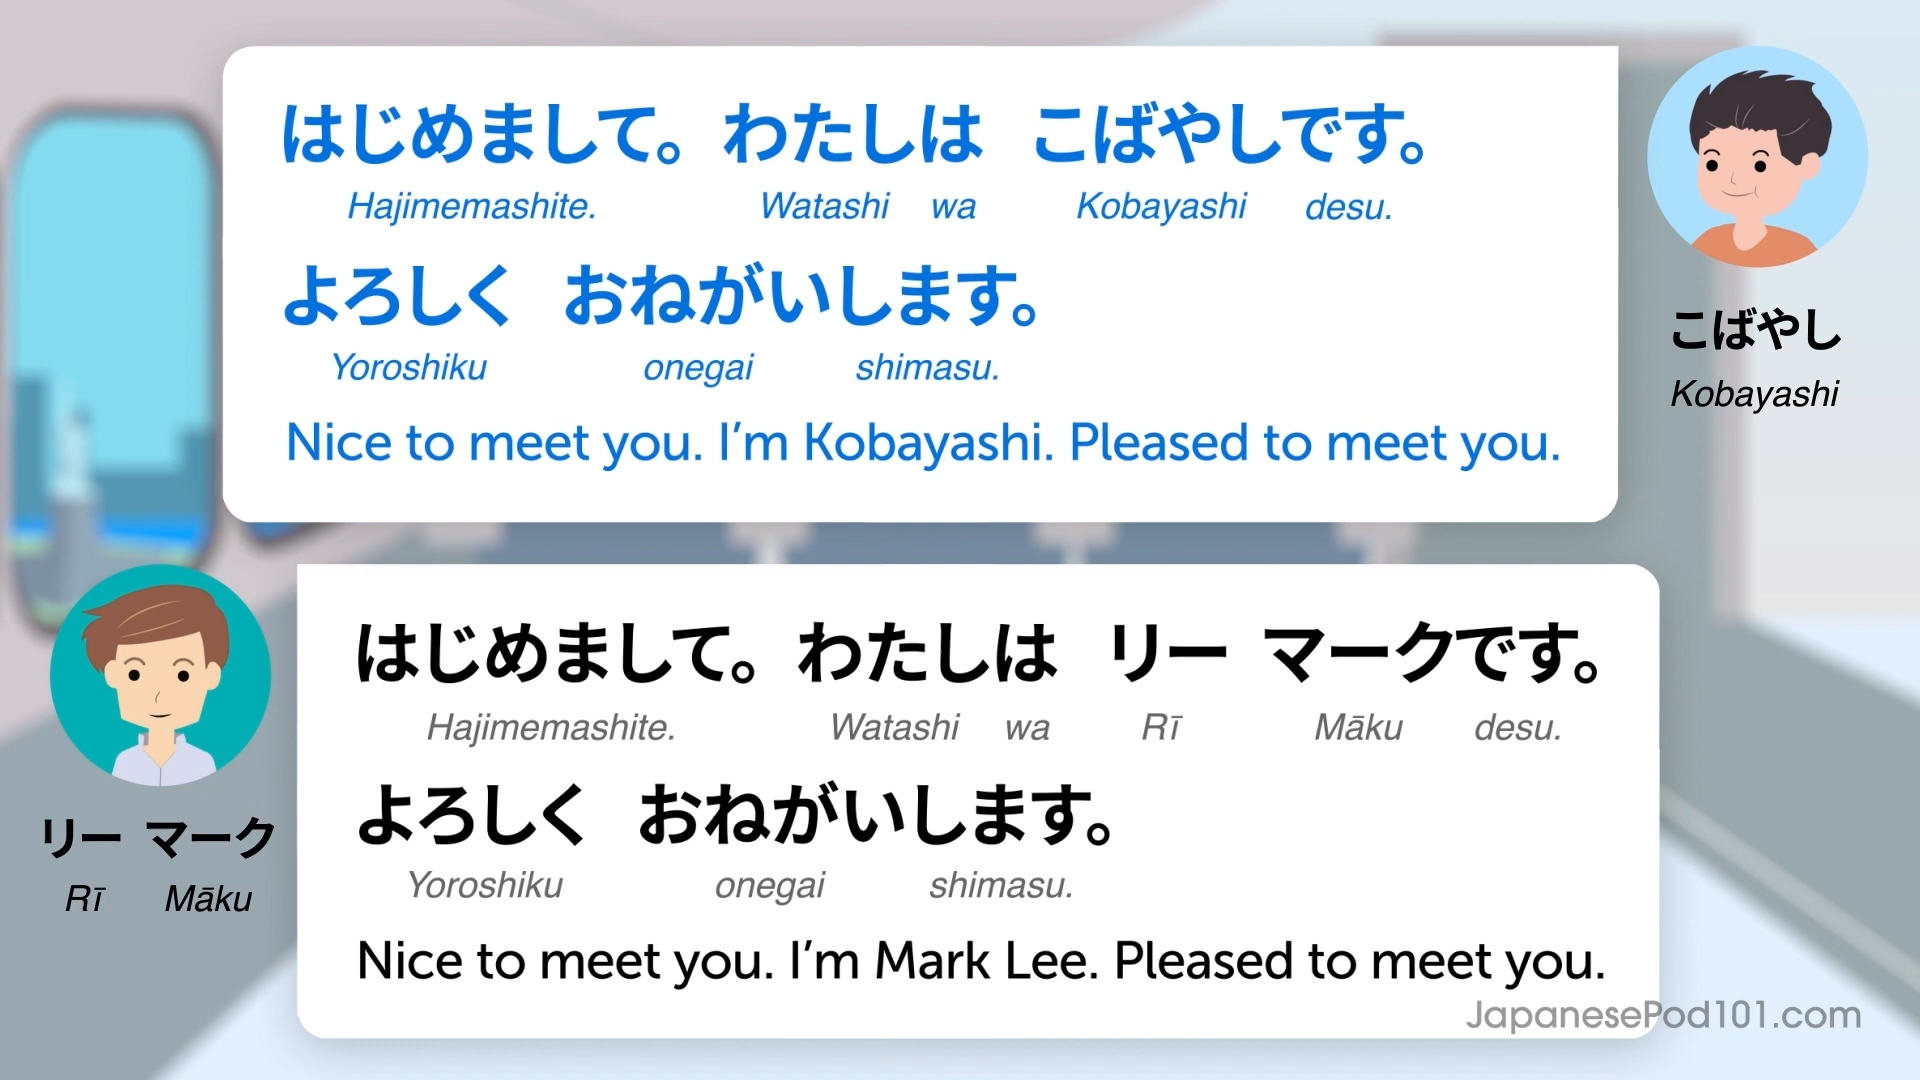 はじめまして。 わたしは こばやしです。
Hajimemashite. Watashi wa Kobayashi desu.
よろしく おねがいします。
Yoroshiku onegai shimasu.
Nice to meet you. I’m Kobayashi. Pleased to meet you.
こばやし
Kobayashi
はじめまして。 わたしは リー マークです。
Hajimemashite. Watashi wa Rī Māku desu.
よろしく おねがいします。
Yoroshiku onegai shimasu.
Nice to meet you. I’m Mark Lee. Pleased to meet you.
リー マーク
Rī Māku
JapanesePod101.com